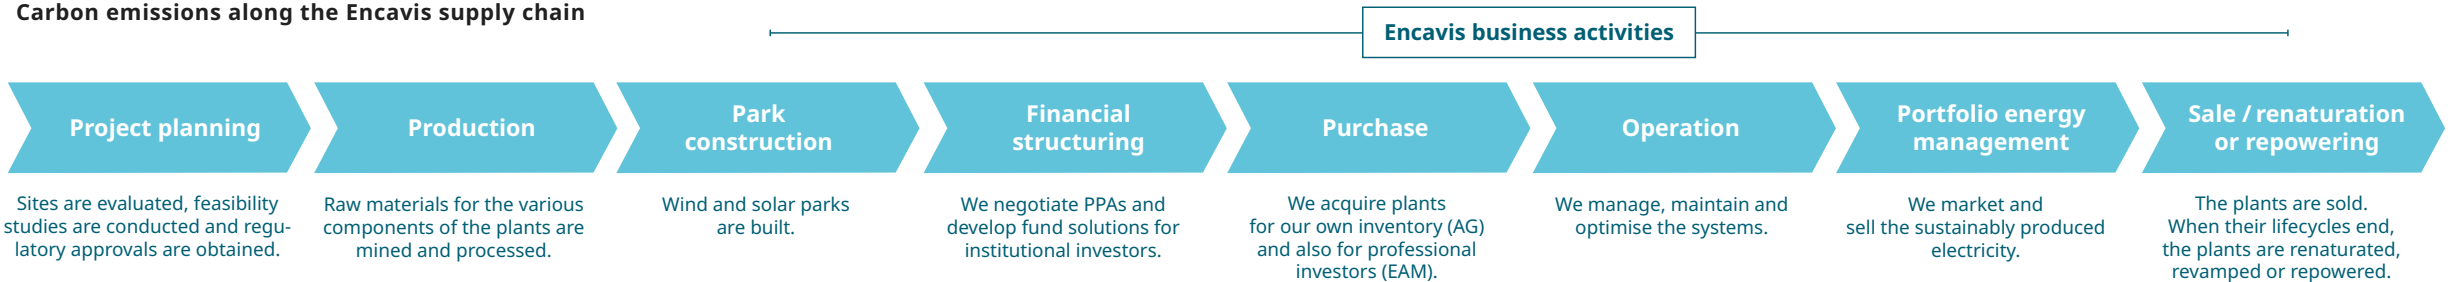 Carbon emissions along the Encavis supply chain
Encavis business activities
Project planning
Sites are evaluated, feasibility
studies are conducted and regu-
latory approvals are obtained.
Production
Raw materials for the various
components of the plants are
mined and processed.
Park
construction
Wind and solar parks
are built.
Financial
structuring
We negotiate PPAs and
develop fund solutions for
institutional investors.
Purchase
We acquire plants
for our own inventory (AG)
and also for professional
investors (EAM).
Operation
We manage, maintain and
optimise the systems.
Portfolio energy
management
We market and
sell the sustainably produced
electricity.
Sale / renaturation
or repowering
The plants are sold.
When their lifecycles end,
the plants are renaturated,
revamped or repowered.